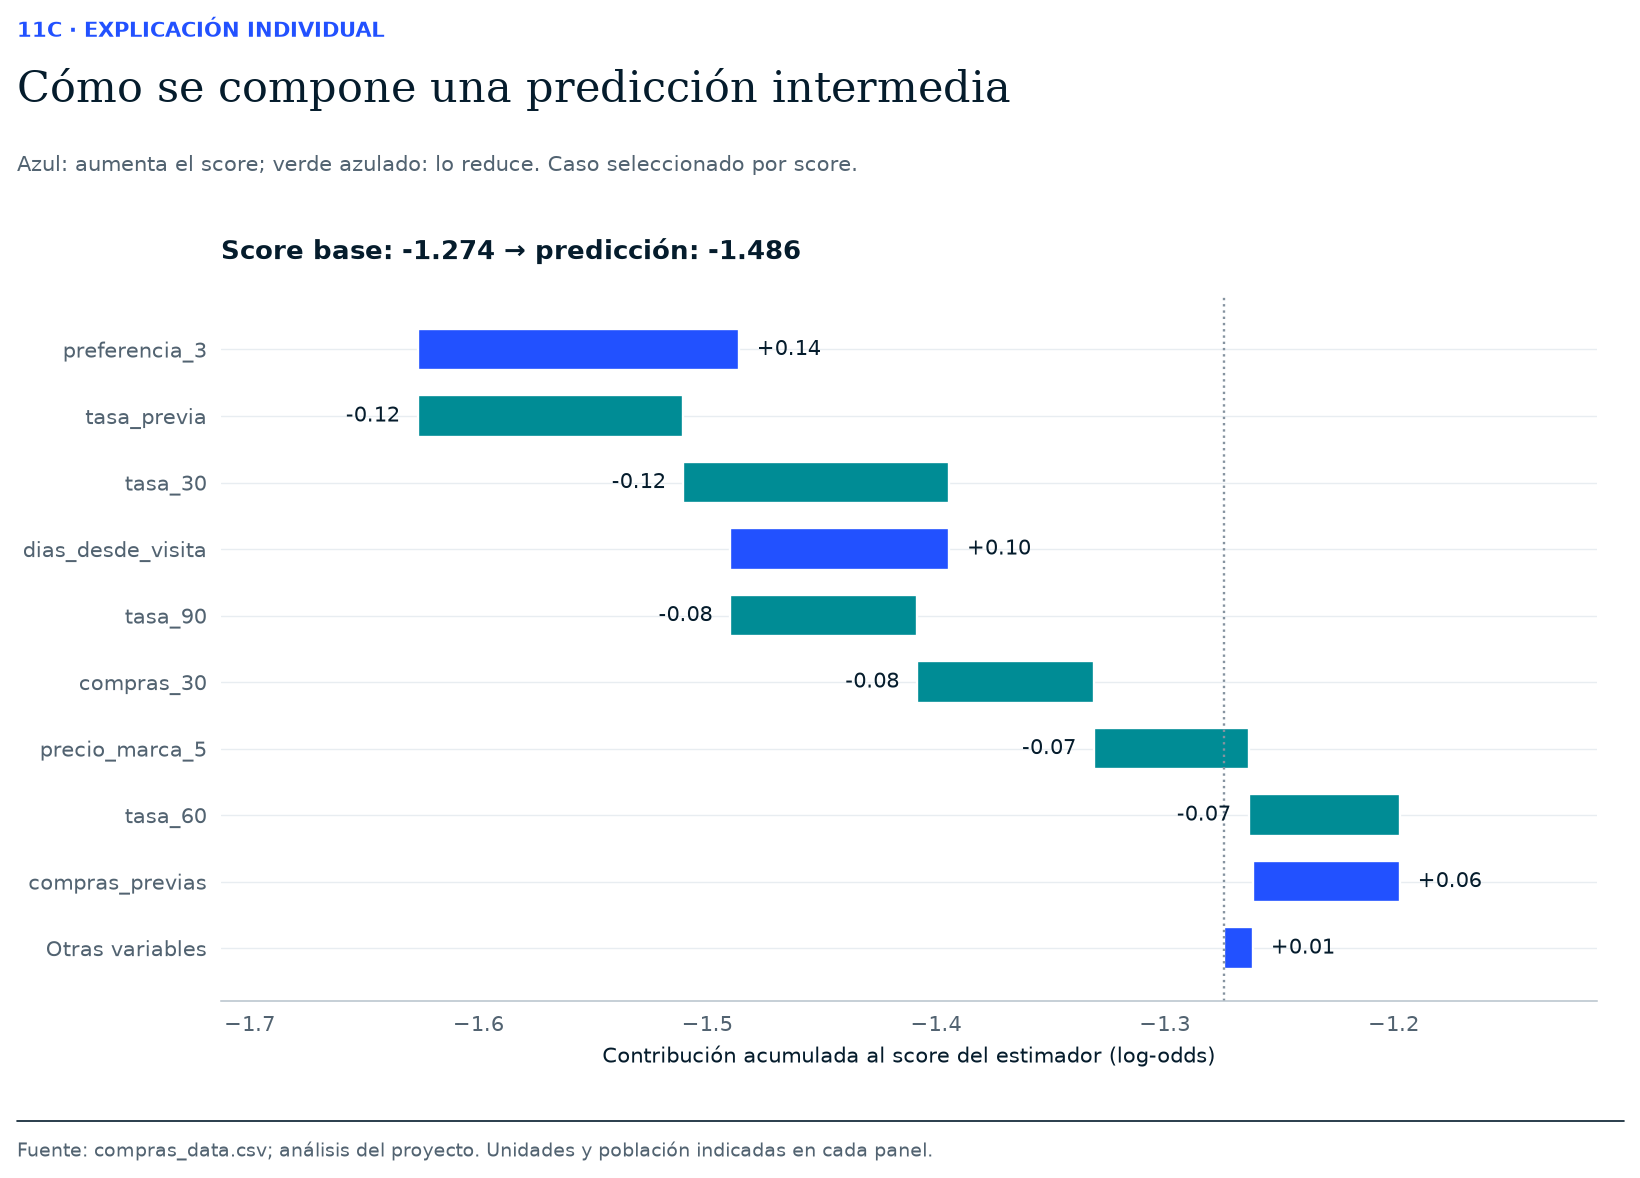 11C · EXPLICACIÓN INDIVIDUAL
Cómo se compone una predicción intermedia
Azul: aumenta el score; verde azulado: lo reduce. Caso seleccionado por score.
Score base: -1.274 → predicción: -1.486
preferencia_3 +0.14
tasa_previa -0.12
tasa_30 -0.12
dias_desde_visita +0.10
tasa_90 -0.08
compras_30 -0.08
precio_marca_5 -0.07
tasa_60 -0.07
compras_previas +0.06
Otras variables +0.01
−1.7 −1.6 −1.5 −1.4 −1.3 −1.2
Contribución acumulada al score del estimador (log-odds)
Fuente: compras_data.csv; análisis del proyecto. Unidades y población indicadas en cada panel.